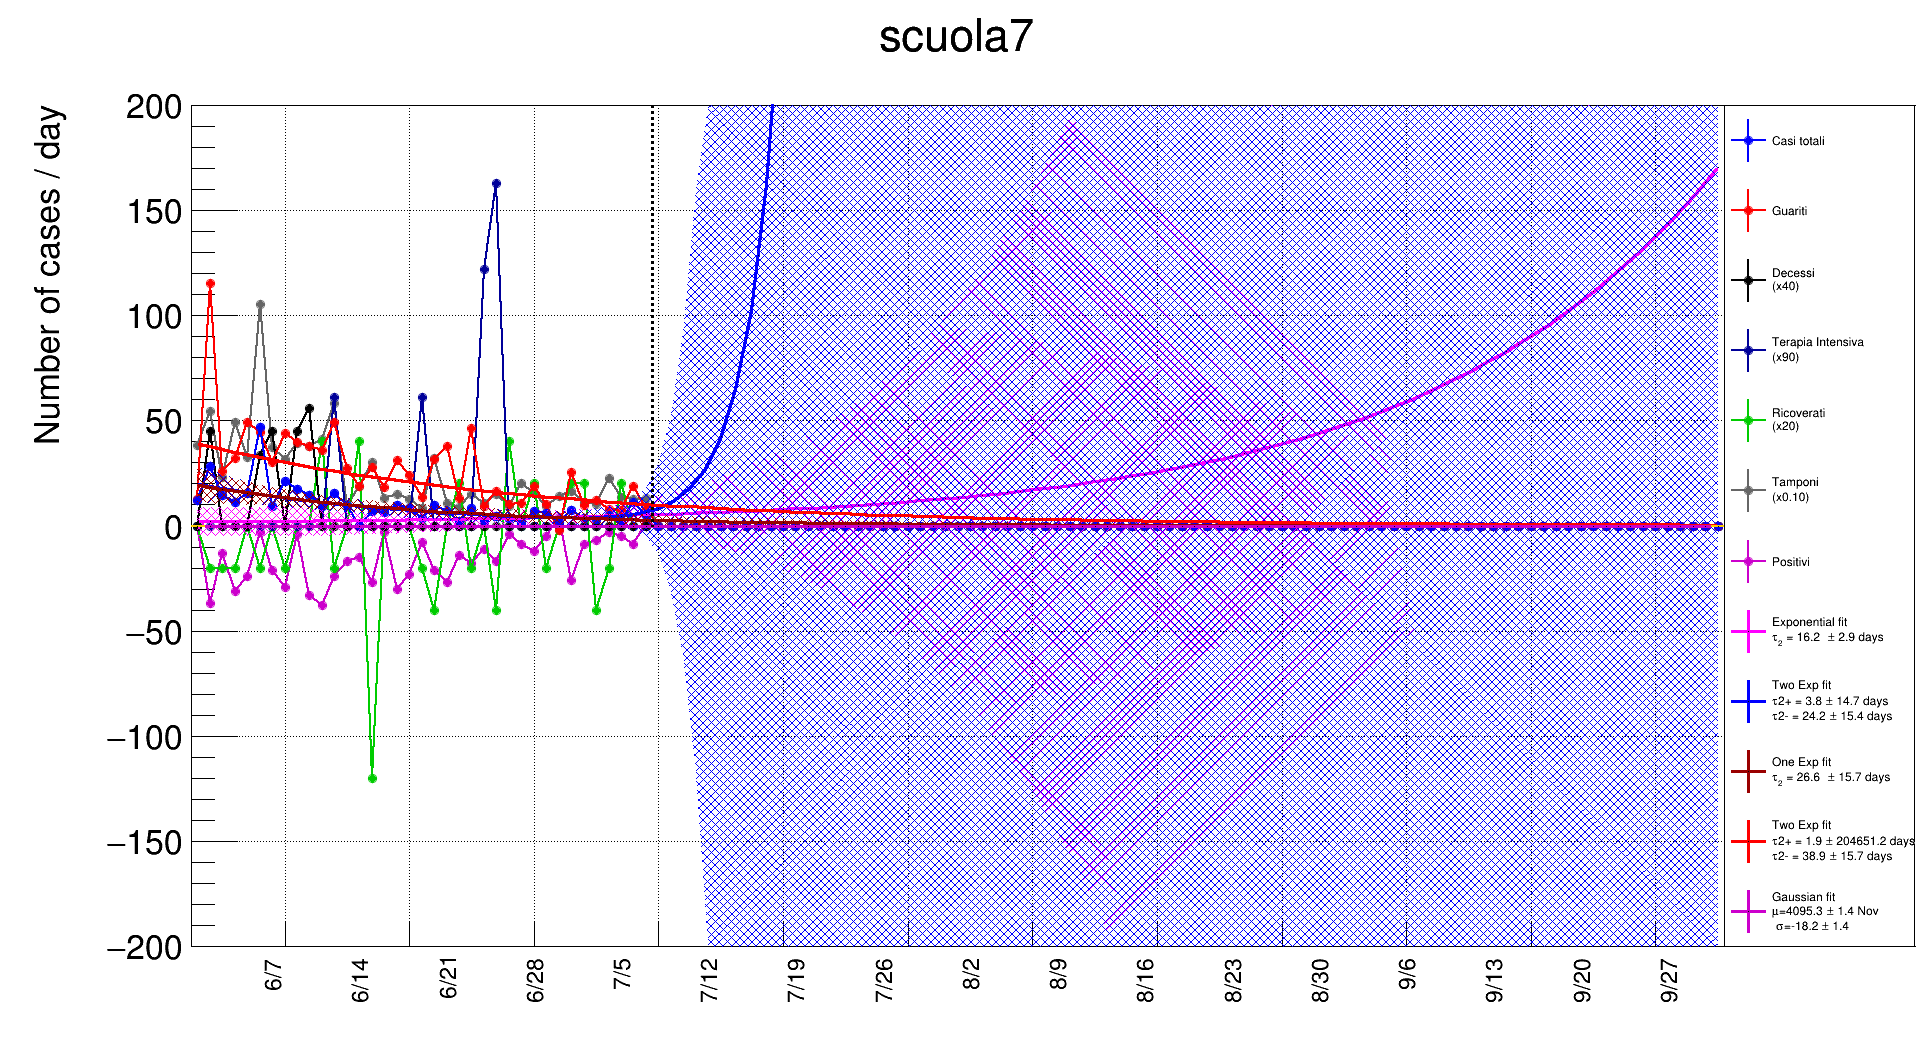 scuola7
Number of cases / day
200
150
100
50
0
−50
−100
−150
−200
6/7
6/14
6/21
6/28
7/5
7/12
7/19
7/26
8/2
8/9
8/16
8/23
8/30
9/6
9/13
9/20
9/27
Casi totali
Guariti
Decessi
(x40)
Terapia Intensiva
(x90)
Ricoverati
(x20)
Tamponi
(x0.10)
Positivi
Exponential fit
τ2 = 16.2 ± 2.9 days
Two Exp fit
τ2+ = 3.8 ± 14.7 days
τ2- = 24.2 ± 15.4 days
One Exp fit
τ2 = 26.6 ± 15.7 days
Two Exp fit
τ2+ = 1.9 ± 204651.2 days
τ2- = 38.9 ± 15.7 days
Gaussian fit
μ=4095.3 ± 1.4 Nov
σ=-18.2 ± 1.4